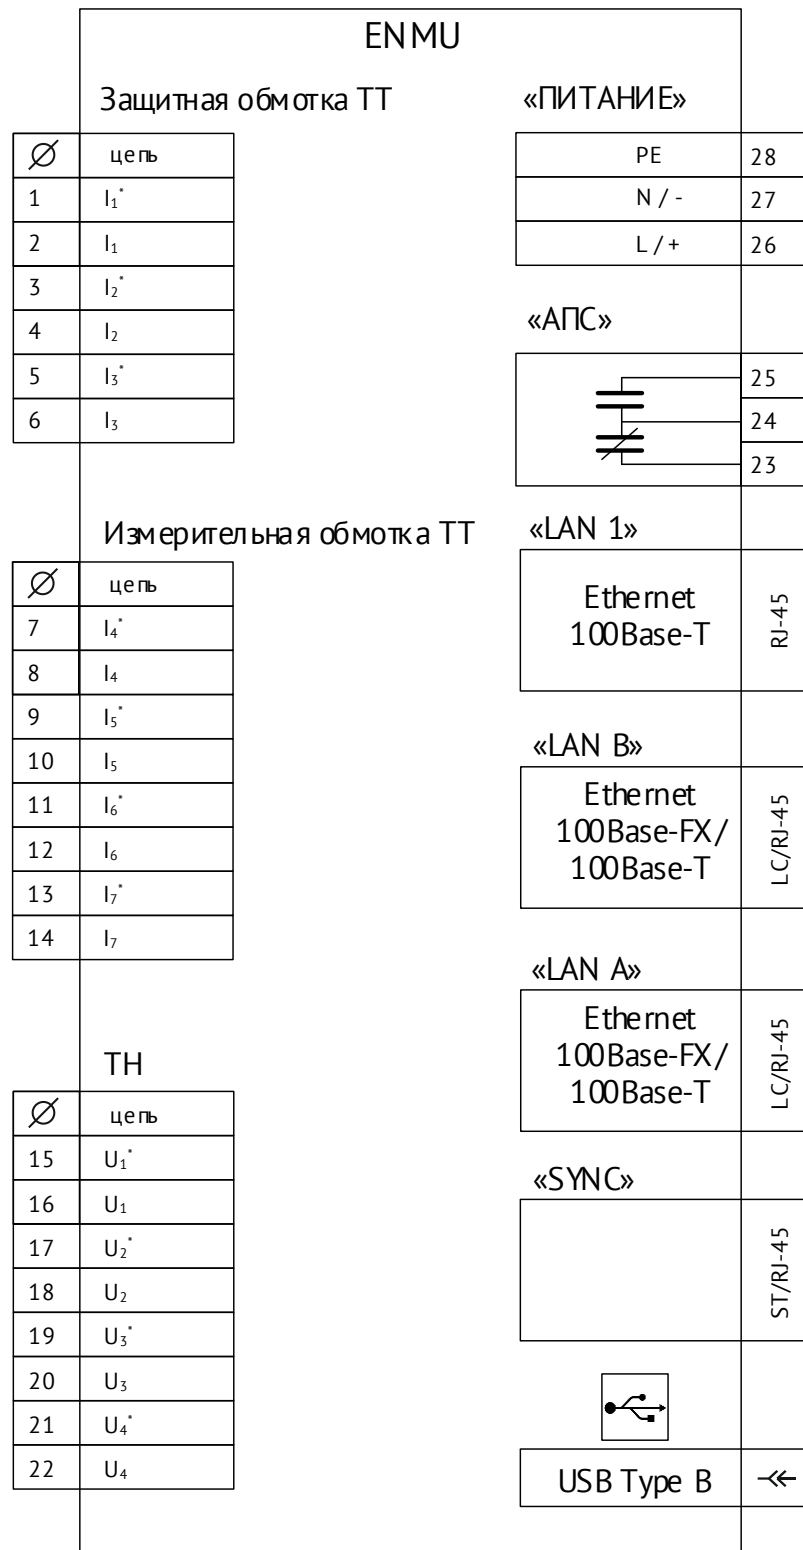 ENMU
Защитная обмотка ТТ
∅ цепь
1 I₁*
2 I₁
3 I₂*
4 I₂
5 I₃*
6 I₃
Измерительная обмотка ТТ
∅ цепь
7 I₄*
8 I₄
9 I₅*
10 I₅
11 I₆*
12 I₆
13 I₇*
14 I₇
ТН
∅ цепь
15 U₁*
16 U₁
17 U₂*
18 U₂
19 U₃*
20 U₃
21 U₄*
22 U₄
«ПИТАНИЕ»
PE 28
N / - 27
L / + 26
«АПС»
25
24
23
«LAN 1»
Ethernet
100Base-T
RJ-45
«LAN B»
Ethernet
100Base-FX/
100Base-T
LC/RJ-45
«LAN A»
Ethernet
100Base-FX/
100Base-T
LC/RJ-45
«SYNC»
ST/RJ-45
USB Type B